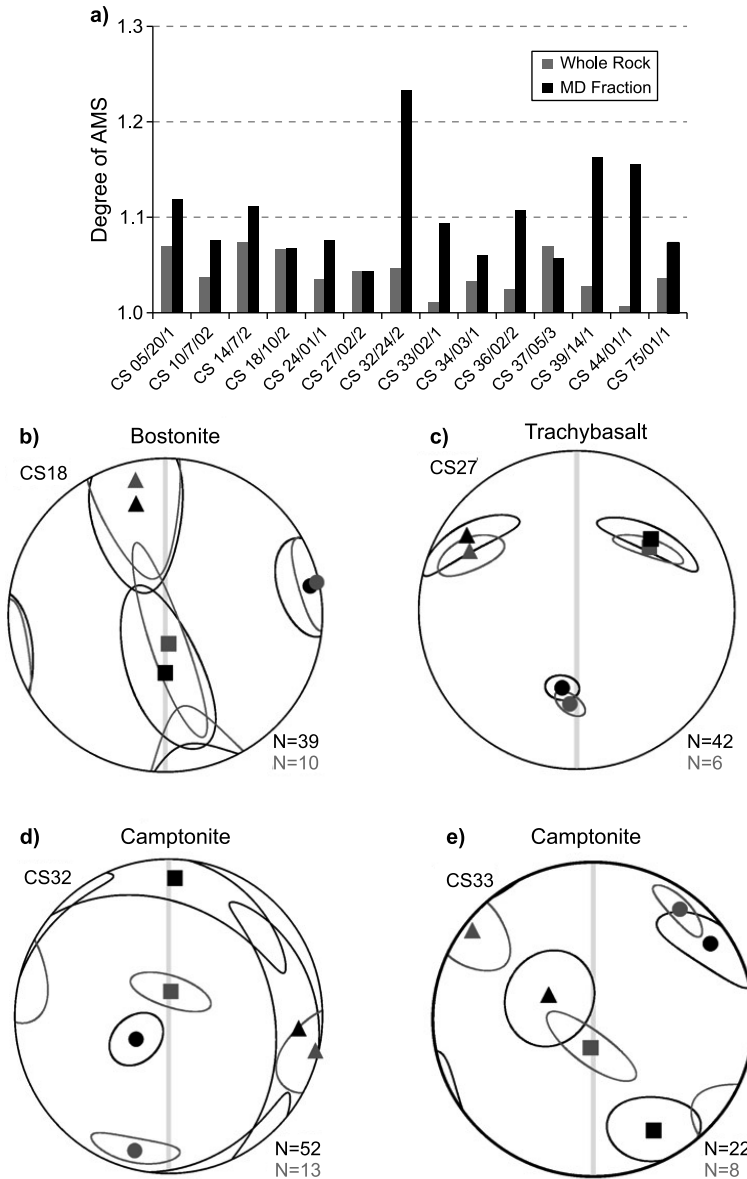 a)
1.3
1.2
1.1
1.0
Degree of AMS
Whole Rock
MD Fraction
CS 05/20/1
CS 10/7/02
CS 14/7/2
CS 18/10/2
CS 24/01/1
CS 27/02/2
CS 32/24/2
CS 33/02/1
CS 34/03/1
CS 36/02/2
CS 37/05/3
CS 39/14/1
CS 44/01/1
CS 75/01/1
b)
Bostonite
CS18
N=39
N=10
c)
Trachybasalt
CS27
N=42
N=6
d)
Camptonite
CS32
N=52
N=13
e)
Camptonite
CS33
N=22
N=8